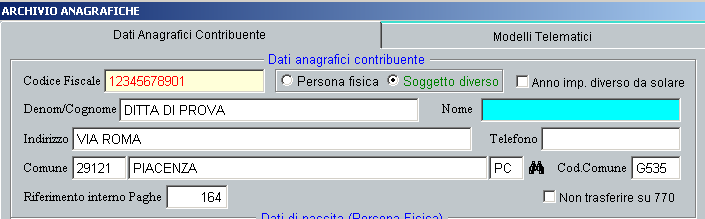 ARCHIVIO ANAGRAFICHE
Dati Anagrafici Contribuente Modelli Telematici
Dati anagrafici contribuente
Codice Fiscale 12345678901 Persona fisica Soggetto diverso Anno imp. diverso da solare
Denom/Cognome DITTA DI PROVA Nome
Indirizzo VIA ROMA Telefono
Comune 29121 PIACENZA PC Cod.Comune G535
Riferimento interno Paghe 164 Non trasferire su 770
Dati di nascita (Persona Fisica)